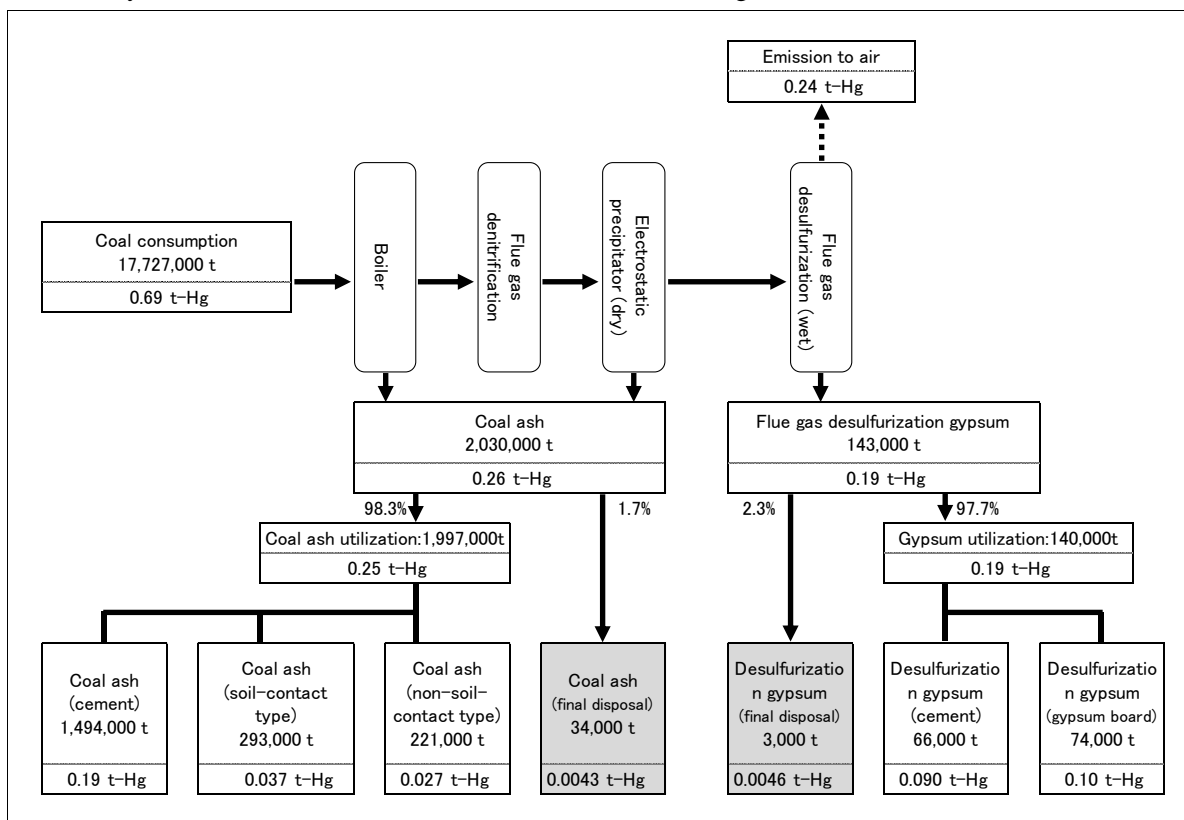 Emission to air
0.24 t-Hg
Coal consumption
17,727,000 t
0.69 t-Hg
Boiler
Flue gas
denitrification
Electrostatic
precipitator (dry)
Flue gas
desulfurization (wet)
Coal ash
2,030,000 t
0.26 t-Hg
Flue gas desulfurization gypsum
143,000 t
0.19 t-Hg
98.3%
1.7%
2.3%
97.7%
Coal ash utilization:1,997,000t
0.25 t-Hg
Gypsum utilization:140,000t
0.19 t-Hg
Coal ash
(cement)
1,494,000 t
0.19 t-Hg
Coal ash
(soil-contact
type)
293,000 t
0.037 t-Hg
Coal ash
(non-soil-
contact type)
221,000 t
0.027 t-Hg
Coal ash
(final disposal)
34,000 t
0.0043 t-Hg
Desulfurizatio
n gypsum
(final disposal)
3,000 t
0.0046 t-Hg
Desulfurizatio
n gypsum
(cement)
66,000 t
0.090 t-Hg
Desulfurizatio
n gypsum
(gypsum board)
74,000 t
0.10 t-Hg